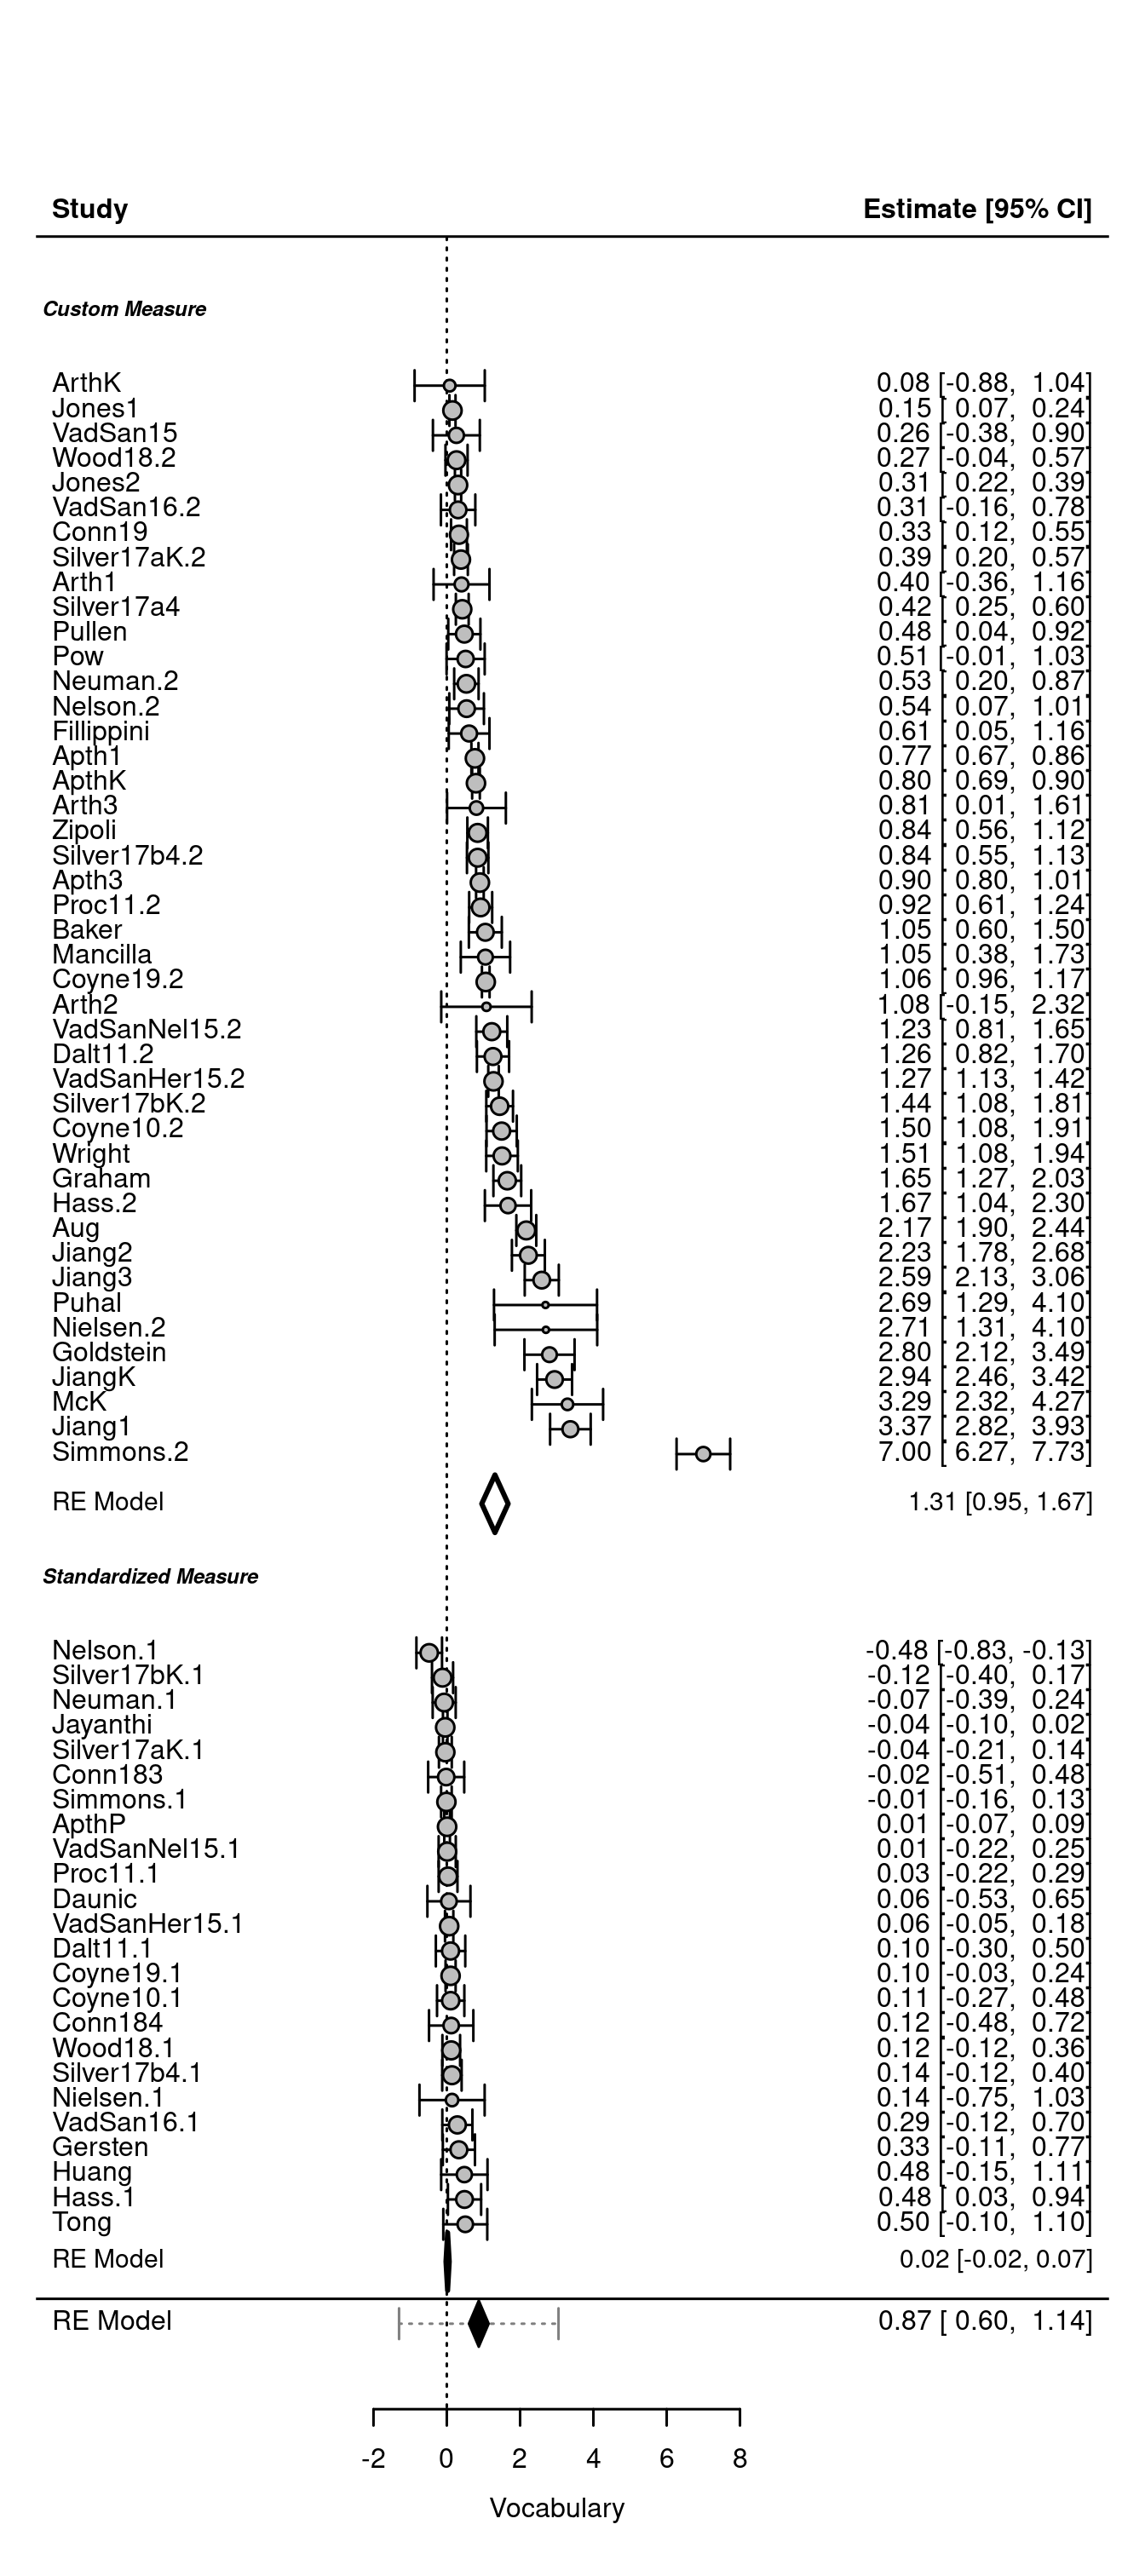 Study Estimate [95% CI]
Custom Measure
ArthK 0.08 [-0.88, 1.04]
Jones1 0.15 [ 0.07, 0.24]
VadSan15 0.26 [-0.38, 0.90]
Wood18.2 0.27 [-0.04, 0.57]
Jones2 0.31 [ 0.22, 0.39]
VadSan16.2 0.31 [-0.16, 0.78]
Conn19 0.33 [ 0.12, 0.55]
Silver17aK.2 0.39 [ 0.20, 0.57]
Arth1 0.40 [-0.36, 1.16]
Silver17a4 0.42 [ 0.25, 0.60]
Pullen 0.48 [ 0.04, 0.92]
Pow 0.51 [-0.01, 1.03]
Neuman.2 0.53 [ 0.20, 0.87]
Nelson.2 0.54 [ 0.07, 1.01]
Fillippini 0.61 [ 0.05, 1.16]
Apth1 0.77 [ 0.67, 0.86]
ApthK 0.80 [ 0.69, 0.90]
Arth3 0.81 [ 0.01, 1.61]
Zipoli 0.84 [ 0.56, 1.12]
Silver17b4.2 0.84 [ 0.55, 1.13]
Apth3 0.90 [ 0.80, 1.01]
Proc11.2 0.92 [ 0.61, 1.24]
Baker 1.05 [ 0.60, 1.50]
Mancilla 1.05 [ 0.38, 1.73]
Coyne19.2 1.06 [ 0.96, 1.17]
Arth2 1.08 [-0.15, 2.32]
VadSanNel15.2 1.23 [ 0.81, 1.65]
Dalt11.2 1.26 [ 0.82, 1.70]
VadSanHer15.2 1.27 [ 1.13, 1.42]
Silver17bK.2 1.44 [ 1.08, 1.81]
Coyne10.2 1.50 [ 1.08, 1.91]
Wright 1.51 [ 1.08, 1.94]
Graham 1.65 [ 1.27, 2.03]
Hass.2 1.67 [ 1.04, 2.30]
Aug 2.17 [ 1.90, 2.44]
Jiang2 2.23 [ 1.78, 2.68]
Jiang3 2.59 [ 2.13, 3.06]
Puhal 2.69 [ 1.29, 4.10]
Nielsen.2 2.71 [ 1.31, 4.10]
Goldstein 2.80 [ 2.12, 3.49]
JiangK 2.94 [ 2.46, 3.42]
McK 3.29 [ 2.32, 4.27]
Jiang1 3.37 [ 2.82, 3.93]
Simmons.2 7.00 [ 6.27, 7.73]
RE Model 1.31 [0.95, 1.67]
Standardized Measure
Nelson.1 -0.48 [-0.83, -0.13]
Silver17bK.1 -0.12 [-0.40, 0.17]
Neuman.1 -0.07 [-0.39, 0.24]
Jayanthi -0.04 [-0.10, 0.02]
Silver17aK.1 -0.04 [-0.21, 0.14]
Conn183 -0.02 [-0.51, 0.48]
Simmons.1 -0.01 [-0.16, 0.13]
ApthP 0.01 [-0.07, 0.09]
VadSanNel15.1 0.01 [-0.22, 0.25]
Proc11.1 0.03 [-0.22, 0.29]
Daunic 0.06 [-0.53, 0.65]
VadSanHer15.1 0.06 [-0.05, 0.18]
Dalt11.1 0.10 [-0.30, 0.50]
Coyne19.1 0.10 [-0.03, 0.24]
Coyne10.1 0.11 [-0.27, 0.48]
Conn184 0.12 [-0.48, 0.72]
Wood18.1 0.12 [-0.12, 0.36]
Silver17b4.1 0.14 [-0.12, 0.40]
Nielsen.1 0.14 [-0.75, 1.03]
VadSan16.1 0.29 [-0.12, 0.70]
Gersten 0.33 [-0.11, 0.77]
Huang 0.48 [-0.15, 1.11]
Hass.1 0.48 [ 0.03, 0.94]
Tong 0.50 [-0.10, 1.10]
RE Model 0.02 [-0.02, 0.07]
RE Model 0.87 [ 0.60, 1.14]
-2 0 2 4 6 8
Vocabulary